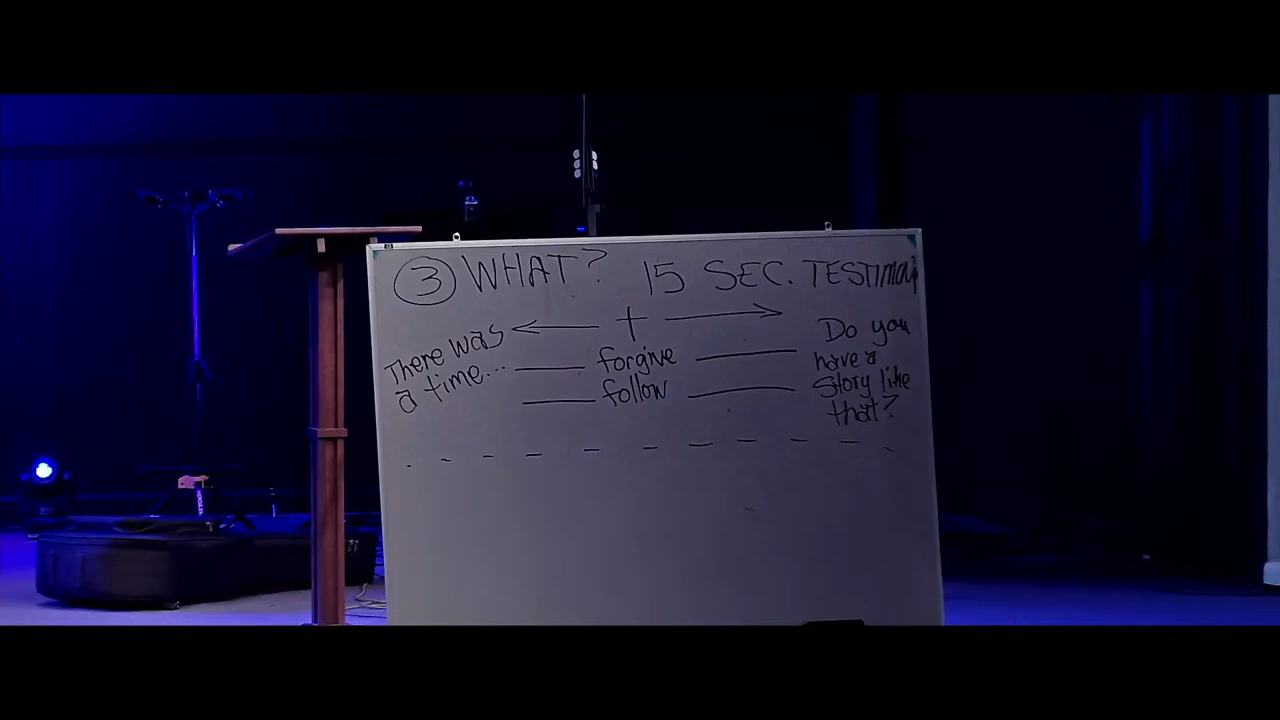 ③ WHAT? 15 SEC. TESTIMONY
There was
a time...
forgive
follow
Do you
have a
story like
that?